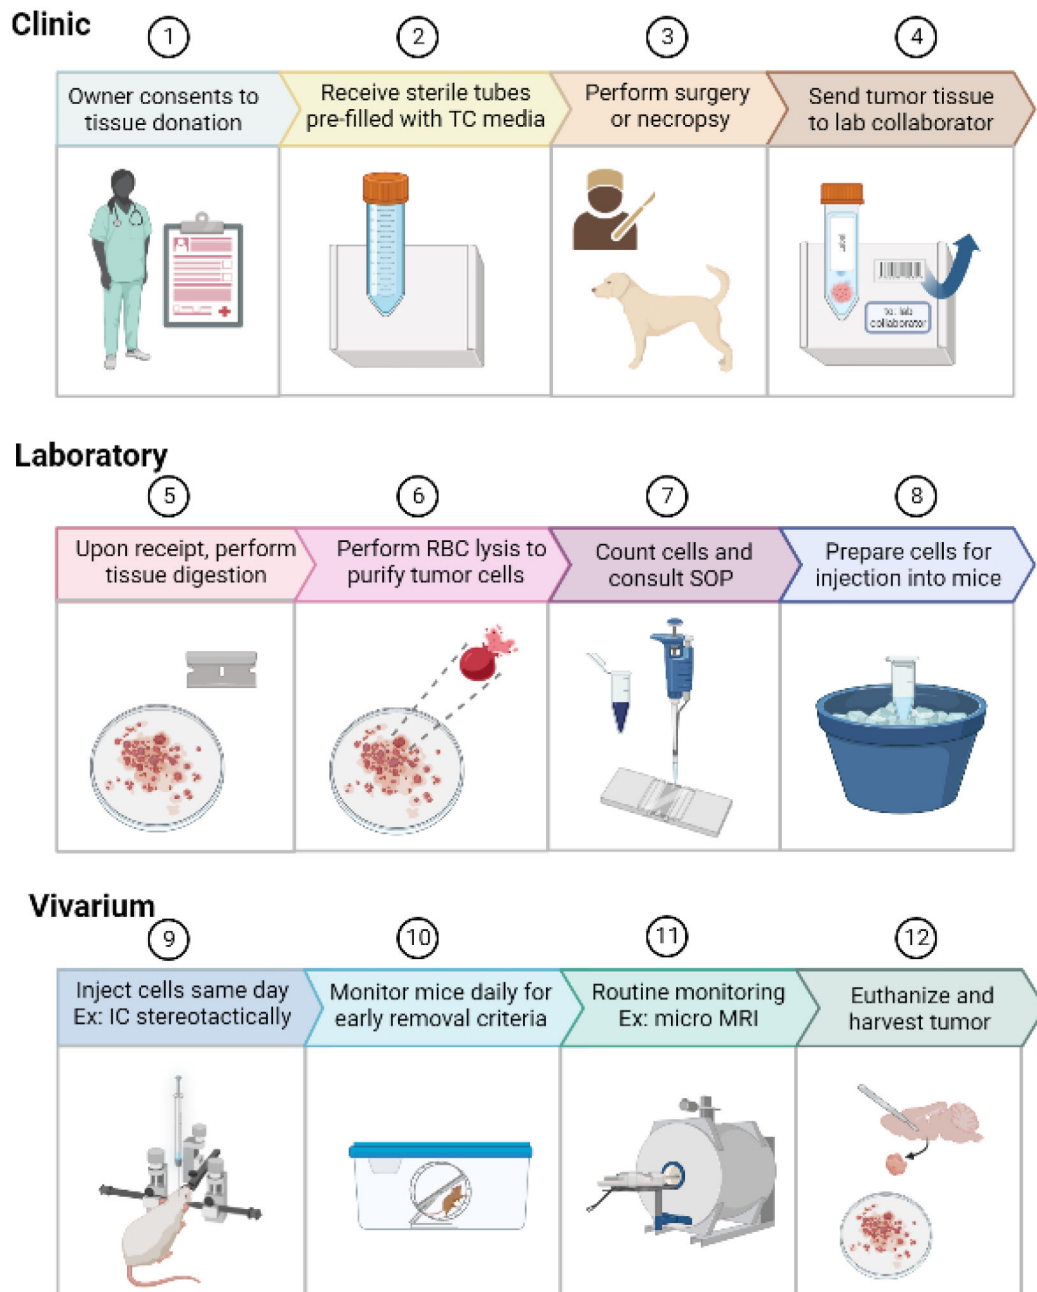 Clinic
1
2
3
4
Owner consents to
tissue donation
Receive sterile tubes
pre-filled with TC media
Perform surgery
or necropsy
Send tumor tissue
to lab collaborator
Label
to: lab
collaborator
Laboratory
5
6
7
8
Upon receipt, perform
tissue digestion
Perform RBC lysis to
purify tumor cells
Count cells and
consult SOP
Prepare cells for
injection into mice
Vivarium
9
10
11
12
Inject cells same day
Ex: IC stereotactically
Monitor mice daily for
early removal criteria
Routine monitoring
Ex: micro MRI
Euthanize and
harvest tumor